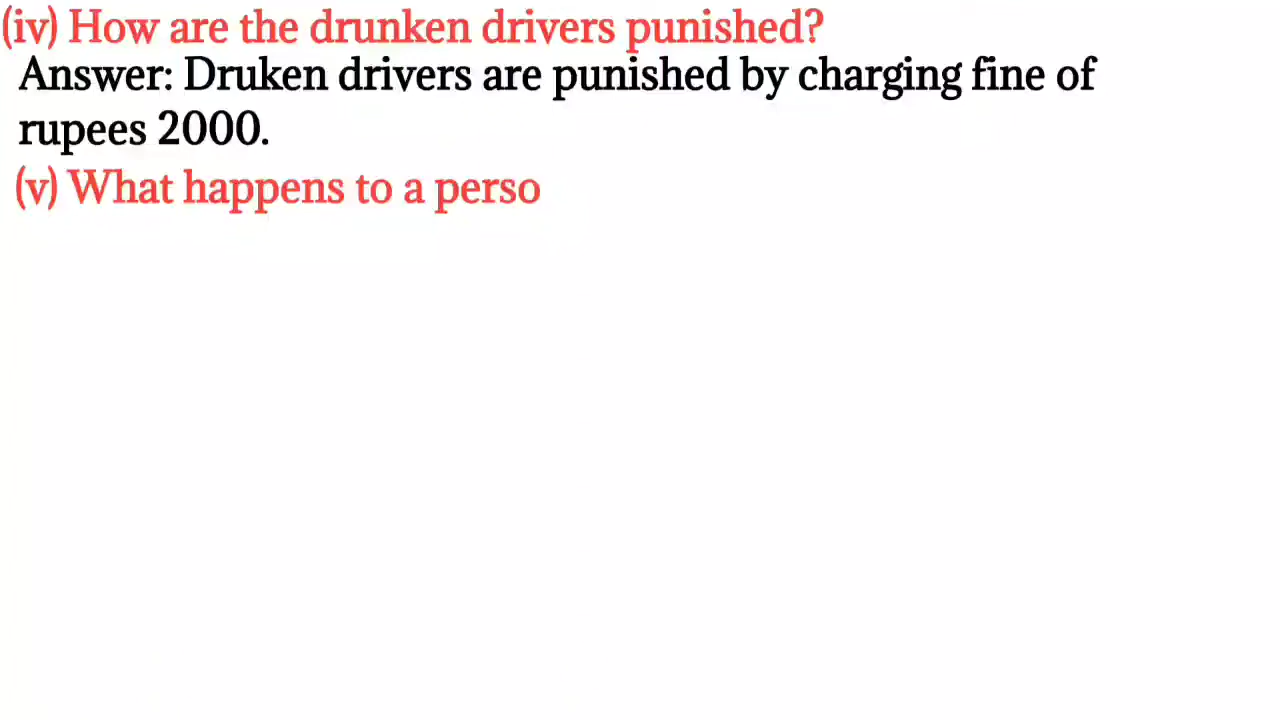 (iv) How are the drunken drivers punished?
Answer: Druken drivers are punished by charging fine of
rupees 2000.
(v) What happens to a perso